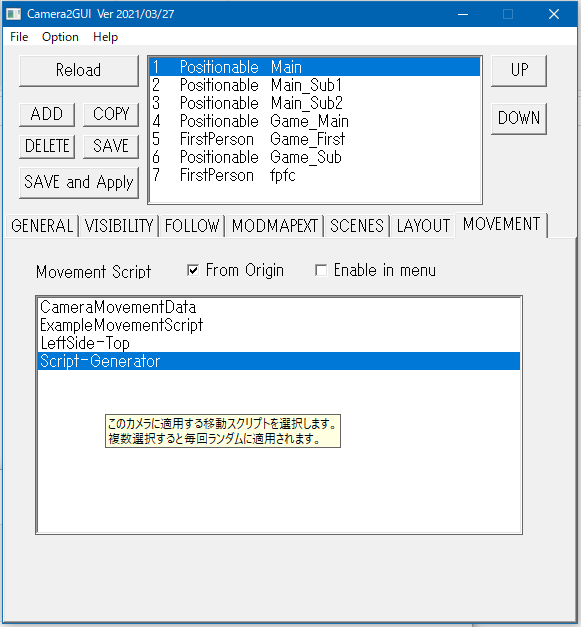 Camera2GUI Ver 2021/03/27
File Option Help
Reload
ADD COPY
DELETE SAVE
SAVE and Apply
1 Positionable Main
2 Positionable Main_Sub1
3 Positionable Main_Sub2
4 Positionable Game_Main
5 FirstPerson Game_First
6 Positionable Game_Sub
7 FirstPerson fpfc
UP
DOWN
GENERAL VISIBILITY FOLLOW MODMAPEXT SCENES LAYOUT MOVEMENT
Movement Script From Origin Enable in menu
CameraMovementData
ExampleMovementScript
LeftSide-Top
Script-Generator
このカメラに適用する移動スクリプトを選択します。
複数選択すると毎回ランダムに適用されます。